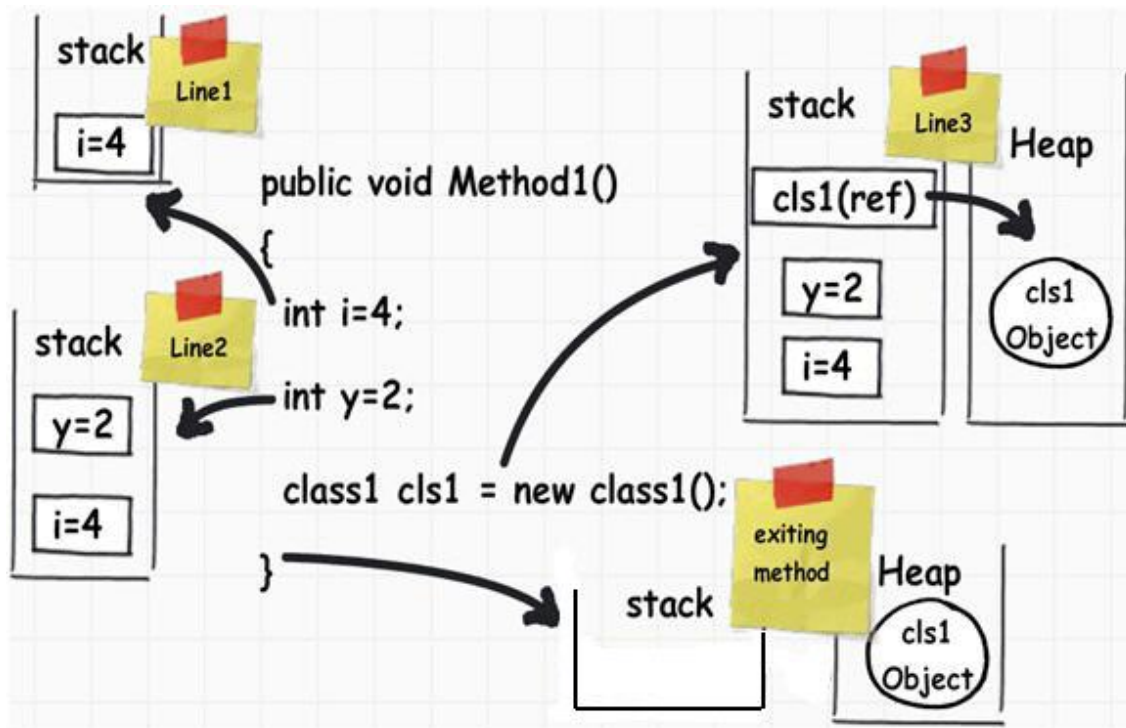 stack
Line1
i=4
public void Method1()
{
int i=4;
int y=2;
class1 cls1 = new class1();
}
stack
Line2
y=2
i=4
stack
Line3
Heap
cls1(ref)
y=2
i=4
cls1
Object
exiting
method
stack
Heap
cls1
Object